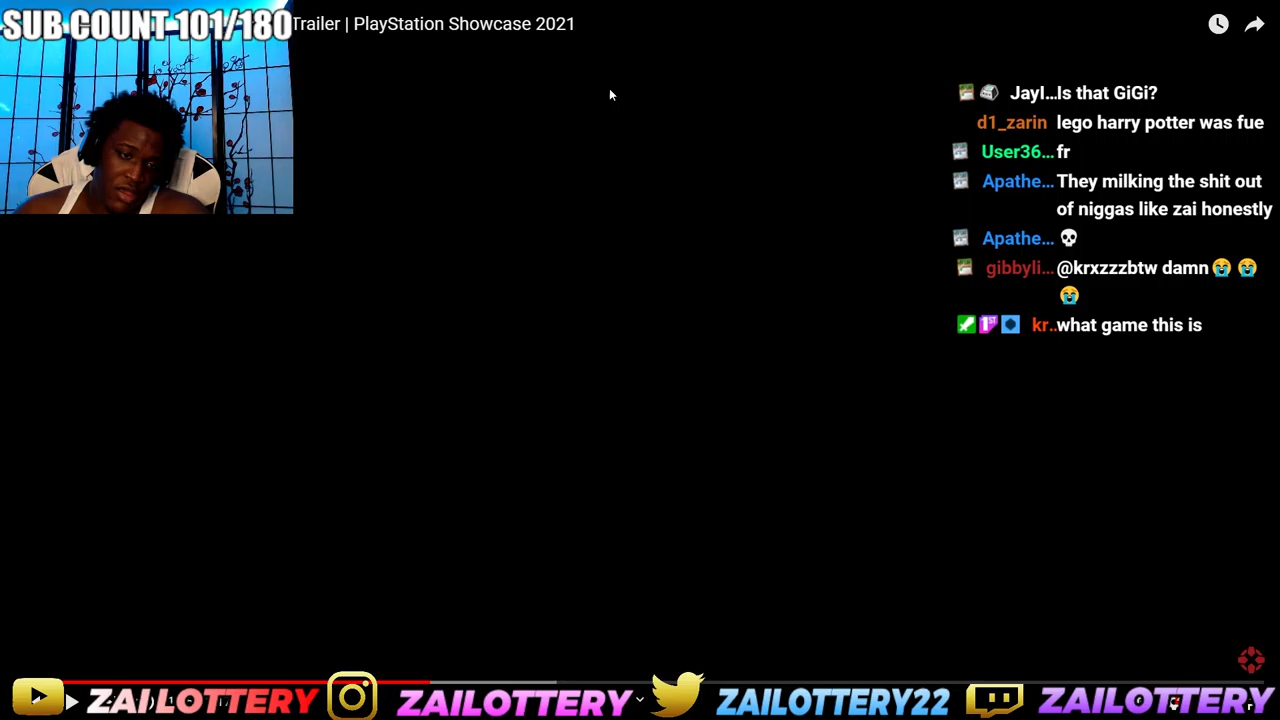 SUB COUNT 101/180
Trailer | PlayStation Showcase 2021
JayI... Is that GiGi?
d1_zarin lego harry potter was fue
User36... fr
Apathe... They milking the shit out
of niggas like zai honestly
Apathe... 💀
gibbyli... @krxzzzbtw damn😭 😭
😭
kr.. what game this is
ZAILOTTERY
ZAILOTTERY
ZAILOTTERY22
ZAILOTTERY